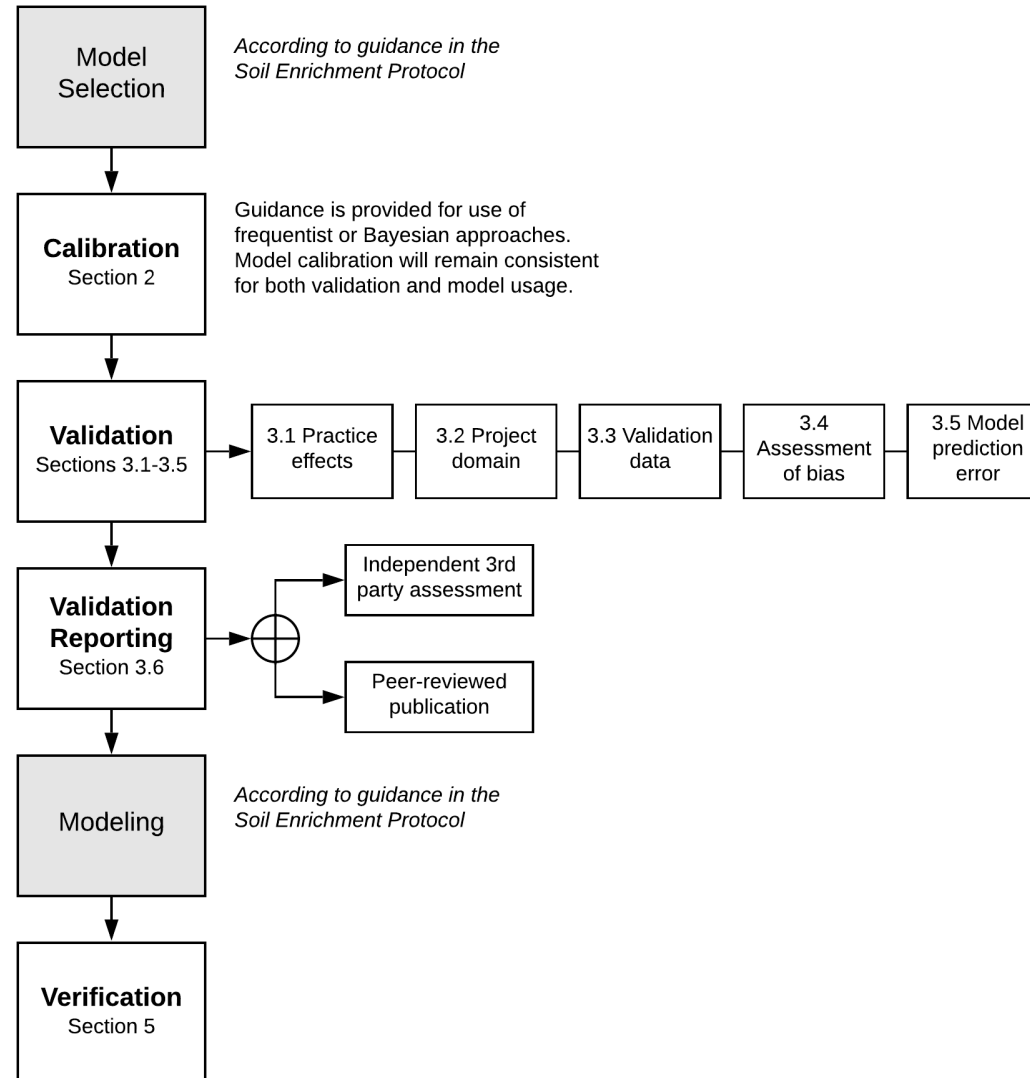 Model
Selection
According to guidance in the
Soil Enrichment Protocol
Calibration
Section 2
Guidance is provided for use of
frequentist or Bayesian approaches.
Model calibration will remain consistent
for both validation and model usage.
Validation
Sections 3.1-3.5
3.1 Practice
effects
3.2 Project
domain
3.3 Validation
data
3.4
Assessment
of bias
3.5 Model
prediction
error
Validation
Reporting
Section 3.6
Independent 3rd
party assessment
Peer-reviewed
publication
Modeling
According to guidance in the
Soil Enrichment Protocol
Verification
Section 5